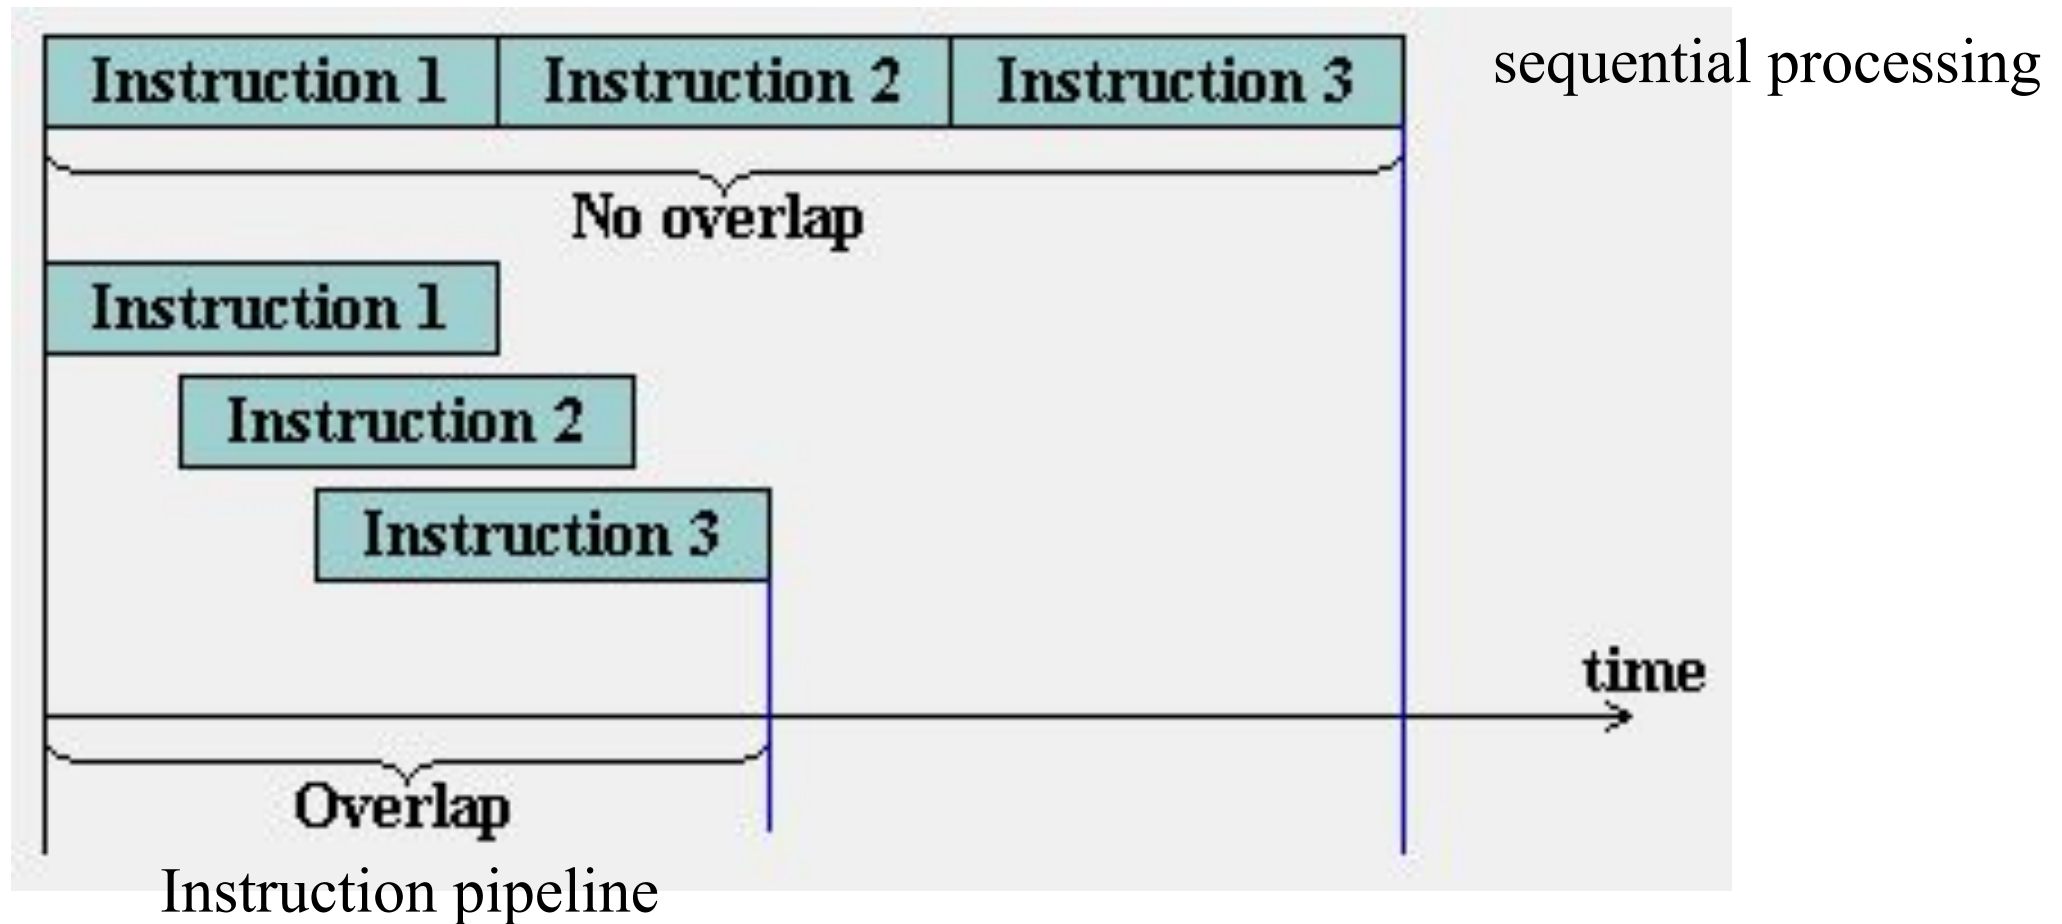 Instruction 1 Instruction 2 Instruction 3 sequential processing
No overlap
Instruction 1
Instruction 2
Instruction 3
time
Overlap
Instruction pipeline